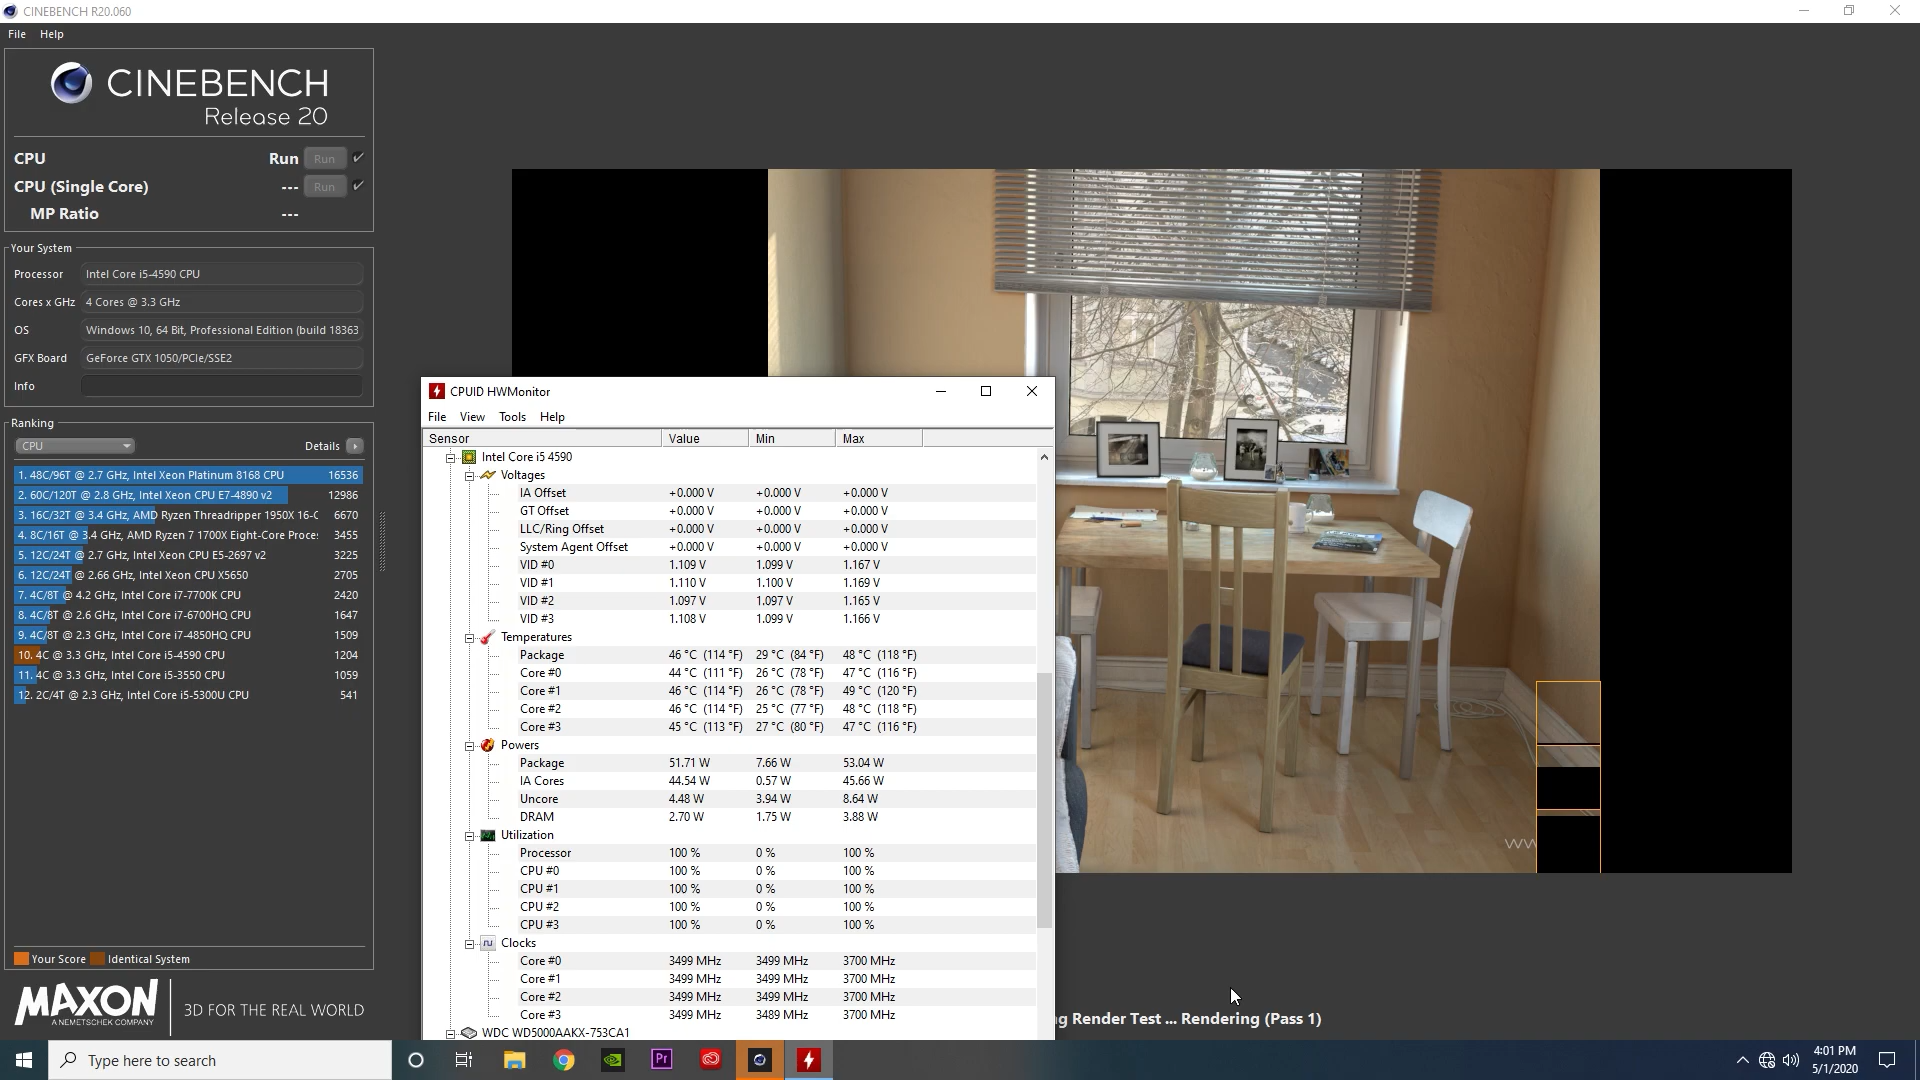 CINEBENCH R20.060
File Help
CINEBENCH
Release 20
CPU Run Run
CPU (Single Core) --- Run
MP Ratio ---
Your System
Processor Intel Core i5-4590 CPU
Cores x GHz 4 Cores @ 3.3 GHz
OS Windows 10, 64 Bit, Professional Edition (build 18363
GFX Board GeForce GTX 1050/PCIe/SSE2
Info
Ranking
CPU Details
1. 48C/96T @ 2.7 GHz, Intel Xeon Platinum 8168 CPU 16536
2. 60C/120T @ 2.8 GHz, Intel Xeon CPU E7-4890 v2 12986
3. 16C/32T @ 3.4 GHz, AMD Ryzen Threadripper 1950X 16-C 6670
4. 8C/16T @ 3.4 GHz, AMD Ryzen 7 1700X Eight-Core Proces 3455
5. 12C/24T @ 2.7 GHz, Intel Xeon CPU E5-2697 v2 3225
6. 12C/24T @ 2.66 GHz, Intel Xeon CPU X5650 2705
7. 4C/8T @ 4.2 GHz, Intel Core i7-7700K CPU 2420
8. 4C/8T @ 2.6 GHz, Intel Core i7-6700HQ CPU 1647
9. 4C/8T @ 2.3 GHz, Intel Core i7-4850HQ CPU 1509
10. 4C @ 3.3 GHz, Intel Core i5-4590 CPU 1204
11. 4C @ 3.3 GHz, Intel Core i5-3550 CPU 1059
12. 2C/4T @ 2.3 GHz, Intel Core i5-5300U CPU 541
Your Score Identical System
MAXON
A NEMETSCHEK COMPANY
3D FOR THE REAL WORLD
CPUID HWMonitor
File View Tools Help
Sensor Value Min Max
Intel Core i5 4590
Voltages
IA Offset +0.000 V +0.000 V +0.000 V
GT Offset +0.000 V +0.000 V +0.000 V
LLC/Ring Offset +0.000 V +0.000 V +0.000 V
System Agent Offset +0.000 V +0.000 V +0.000 V
VID #0 1.109 V 1.099 V 1.167 V
VID #1 1.110 V 1.100 V 1.169 V
VID #2 1.097 V 1.097 V 1.165 V
VID #3 1.108 V 1.099 V 1.166 V
Temperatures
Package 46 °C (114 °F) 29 °C (84 °F) 48 °C (118 °F)
Core #0 44 °C (111 °F) 26 °C (78 °F) 47 °C (116 °F)
Core #1 46 °C (114 °F) 26 °C (78 °F) 49 °C (120 °F)
Core #2 46 °C (114 °F) 25 °C (77 °F) 48 °C (118 °F)
Core #3 45 °C (113 °F) 27 °C (80 °F) 47 °C (116 °F)
Powers
Package 51.71 W 7.66 W 53.04 W
IA Cores 44.54 W 0.57 W 45.66 W
Uncore 4.48 W 3.94 W 8.64 W
DRAM 2.70 W 1.75 W 3.88 W
Utilization
Processor 100 % 0 % 100 %
CPU #0 100 % 0 % 100 %
CPU #1 100 % 0 % 100 %
CPU #2 100 % 0 % 100 %
CPU #3 100 % 0 % 100 %
Clocks
Core #0 3499 MHz 3499 MHz 3700 MHz
Core #1 3499 MHz 3499 MHz 3700 MHz
Core #2 3499 MHz 3499 MHz 3700 MHz
Core #3 3499 MHz 3489 MHz 3700 MHz
WDC WD5000AAKX-753CA1
ww
g Render Test ... Rendering (Pass 1)
Type here to search
Pr
4:01 PM
5/1/2020